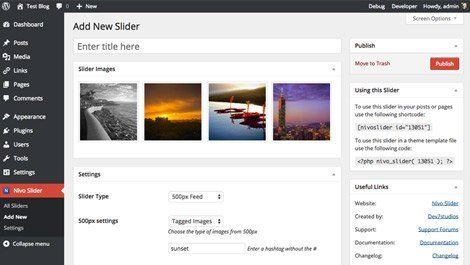 Test Blog
0
+ New
Debug
Developer
Howdy, admin
Dashboard
Posts
Media
Links
Pages
Comments
Appearance
Plugins
Users
Tools
Settings
Nivo Slider
All Sliders
Add New
Settings
Collapse menu
Screen Options
Add New Slider
Enter title here
Slider Images
Settings
Slider Type
500px Feed
500px settings
Tagged Images
Choose the type of images from 500px
sunset
Enter a hashtag without the #
Publish
Move to Trash
Publish
Using this Slider
To use this slider in your posts or pages
use the following shortcode:
[nivoslider id="13051"]
To use this slider in a theme template file
use the following code:
<?php nivo_slider( 13051 ); ?>
Useful Links
Website:
Nivo Slider
Created by:
Dev7studios
Support:
Support Forums
Documentation:
Documentation
Changelog:
Changelog